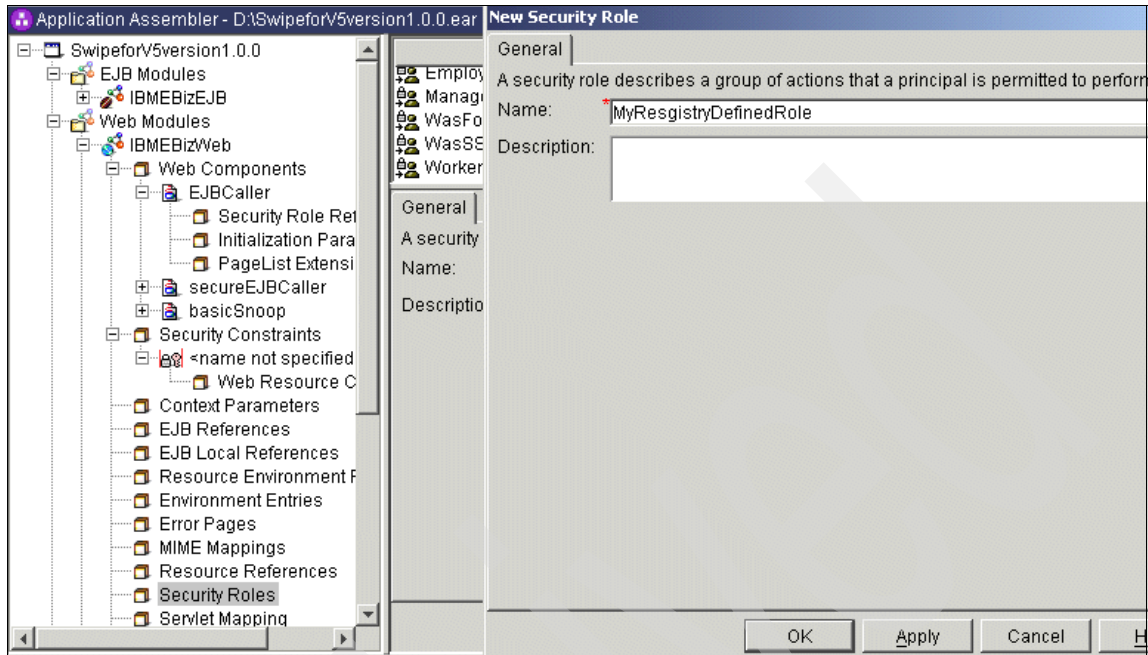 Application Assembler - D:\SwipeforV5version1.0.0.ear
SwipeforV5version1.0.0
EJB Modules
IBMEBizEJB
Web Modules
IBMEBizWeb
Web Components
EJBCaller
Security Role Ref
Initialization Para
PageList Extensi
secureEJBCaller
basicSnoop
Security Constraints
<name not specified
Web Resource C
Context Parameters
EJB References
EJB Local References
Resource Environment F
Environment Entries
Error Pages
MIME Mappings
Resource References
Security Roles
Servlet Mapping
Employ
Manag
WasFo
WasSS
Worker
General
A security
Name:
Descriptio
New Security Role
General
A security role describes a group of actions that a principal is permitted to perform
Name: *MyResgistryDefinedRole
Description:
OK Apply Cancel H